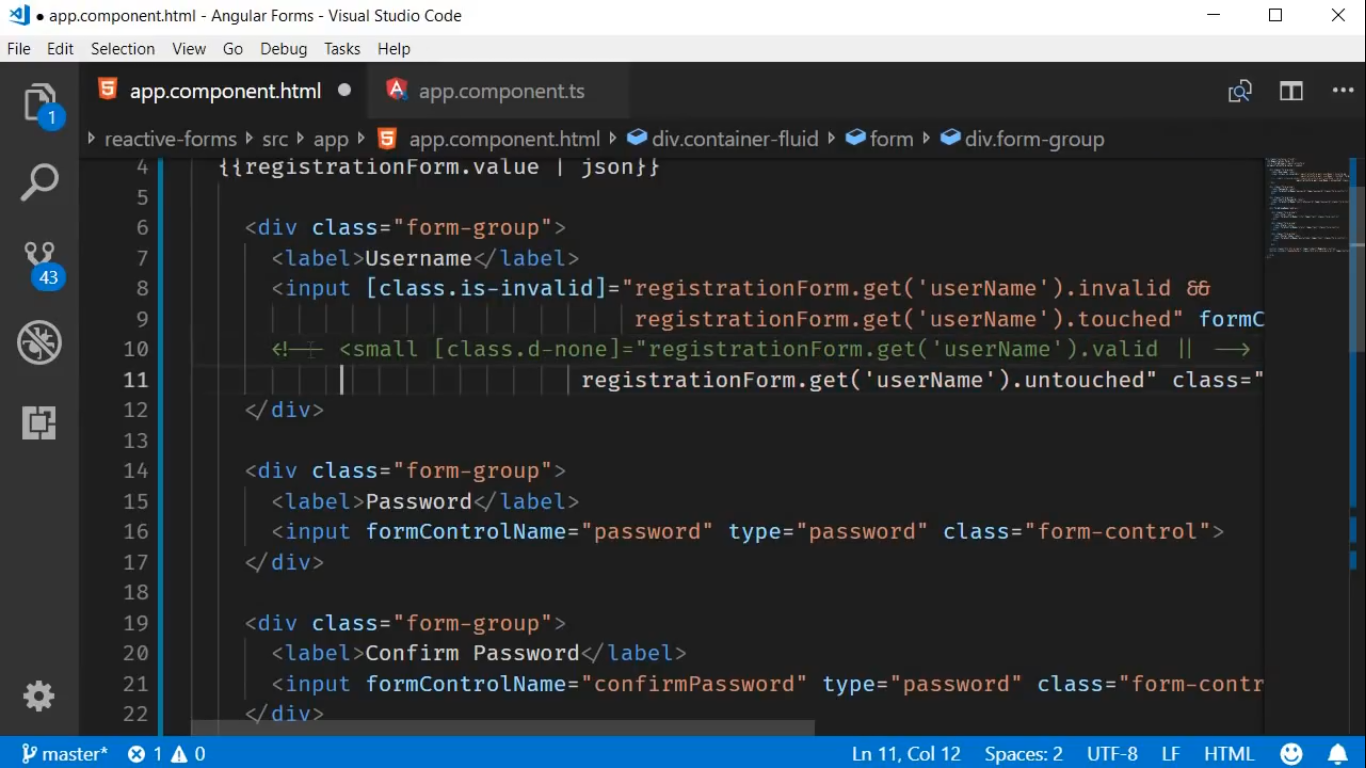 ● app.component.html - Angular Forms - Visual Studio Code
File Edit Selection View Go Debug Tasks Help
app.component.html ● app.component.ts
reactive-forms src app app.component.html div.container-fluid form div.form-group
1
43
4 {{registrationForm.value | json}}
5
6 <div class="form-group">
7 <label>Username</label>
8 <input [class.is-invalid]="registrationForm.get('userName').invalid &&
9 registrationForm.get('userName').touched" formC
10 <!-- <small [class.d-none]="registrationForm.get('userName').valid || -->
11 registrationForm.get('userName').untouched" class="
12 </div>
13
14 <div class="form-group">
15 <label>Password</label>
16 <input formControlName="password" type="password" class="form-control">
17 </div>
18
19 <div class="form-group">
20 <label>Confirm Password</label>
21 <input formControlName="confirmPassword" type="password" class="form-contr
22 </div>
master* 1 0 Ln 11, Col 12 Spaces: 2 UTF-8 LF HTML